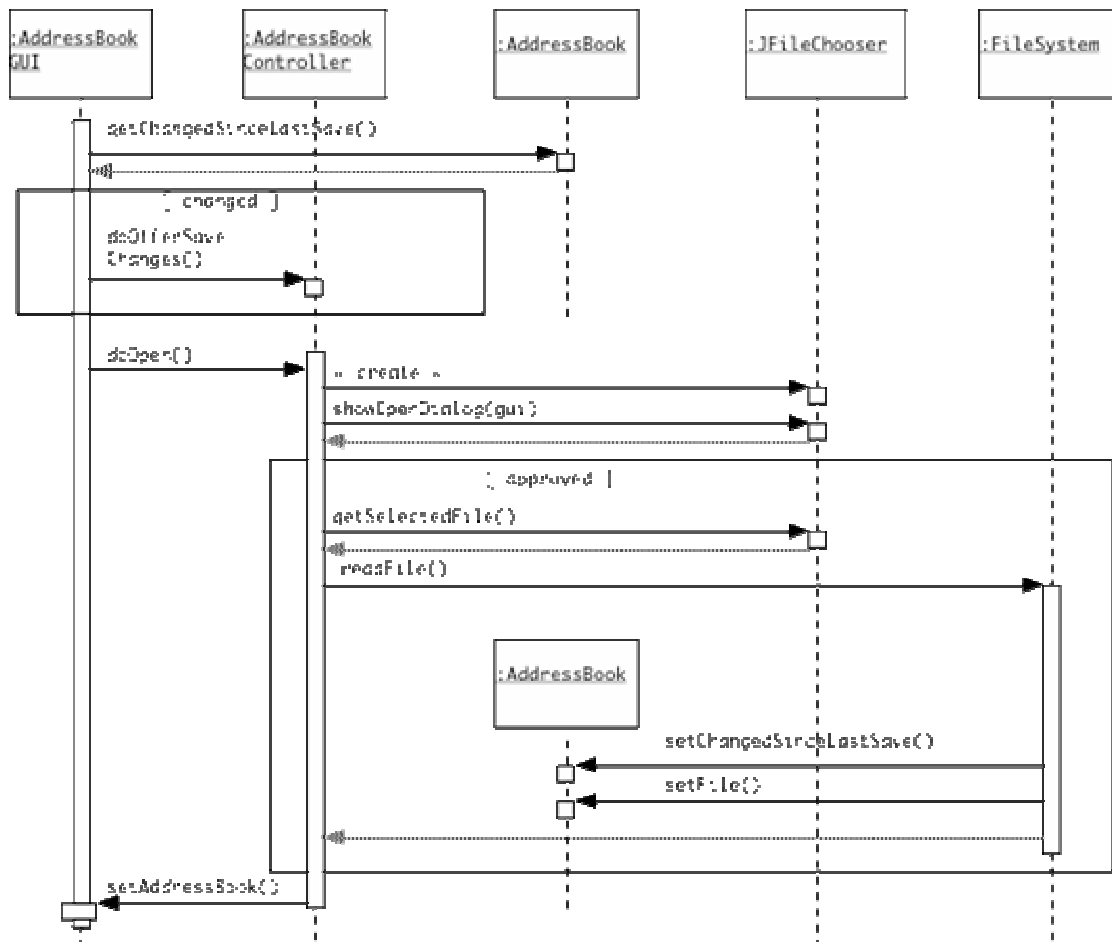 :AddressBook
GUI
:AddressBook
Controller
:AddressBook
:JFileChooser
:FileSystem
getChangedSinceLastSave()
[ changed ]
doOfferSave
Changes()
doOpen()
« create »
showOpenDialog(gui)
[ approved ]
getSelectedFile()
readFile()
:AddressBook
setChangedSinceLastSave()
setFile()
setAddressBook()